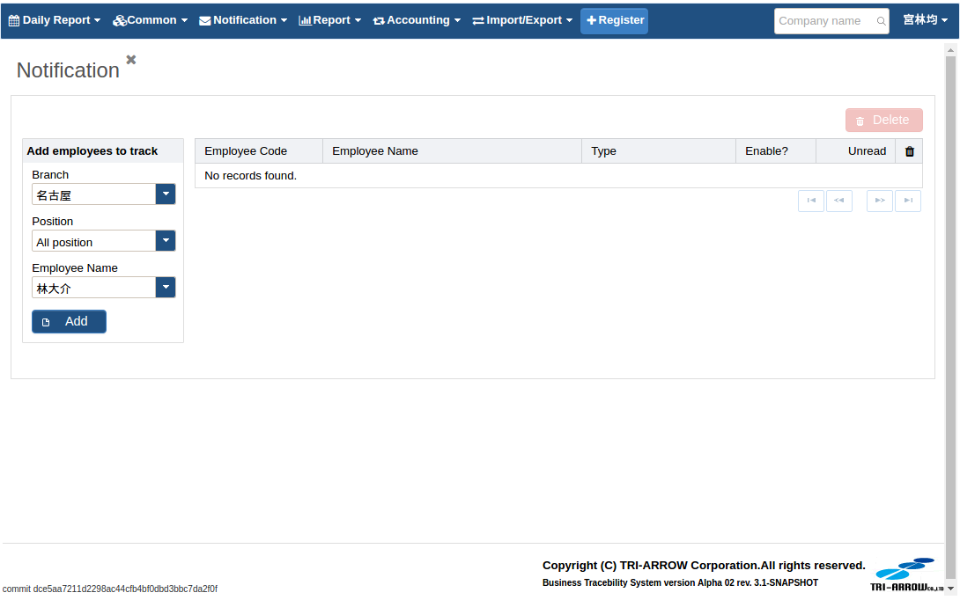 Daily Report Common Notification Report Accounting Import/Export Register Company name 宮林均
Notification
Delete
Add employees to track
Branch
名古屋
Position
All position
Employee Name
林大介
Add
Employee Code Employee Name Type Enable? Unread
No records found.
Copyright (C) TRI-ARROW Corporation.All rights reserved.
Business Tracebility System version Alpha 02 rev. 3.1-SNAPSHOT
TRI-ARROW CO.,LTD
commit dce5aa7211d2298ac44cfb4bf0dbd3bbc7da2f0f